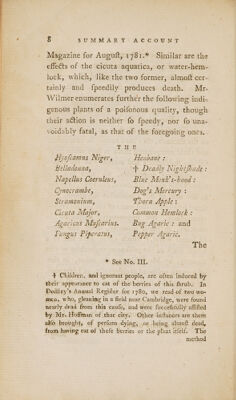 8 SUMMARY ACCOUNT
Magazine for Auguſt, 1781.* Similar are the
effects of the cicuta aquatica, or water-hem-
lock, which, like the two former, almoſt cer-
tainly and ſpeedily produces death. Mr.
Wilmer enumerates further the following indi-
genous plants of a poiſonous quality, though
their action is neither ſo ſpeedy, nor ſo una-
voidably fatal, as that of the foregoing ones.
THE
Hyoſcamus Niger, Henbane:
Belladonna, † Deadly Nightſhade:
Napellus Cæruleus, Blue Monk's-hood:
Cynocrambe, Dog's Mercury:
Stramonium, Thorn Apple:
Cicuta Major, Common Hemlock:
Agaricus Muſcarius. Bug Agaric: and
Fungus Piperatus, Pepper Agaric.
The
* See No. III.
† Children, and ignorant people, are often induced by
their appearance to eat of the berries of this ſhrub. In
Dodſley's Annual Regiſter for 1780, we read of two wo-
men, who, gleaning in a field near Cambridge, were found
nearly dead from this cauſe, and were ſucceſsfully aſſiſted
by Mr. Hoffman of that city. Other inſtances are them
alſo brought, of perſons dying, or being almoſt dead,
from having eat of theſe berries or the plant itſelf. The
method